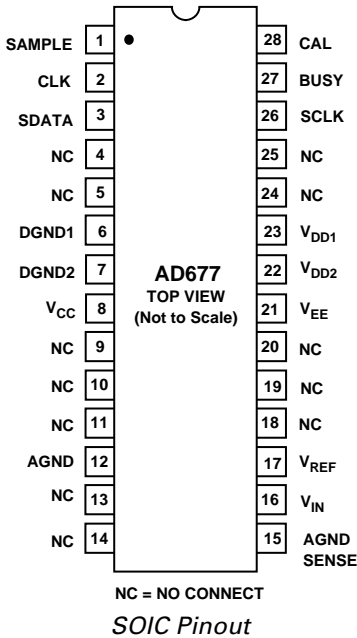 SAMPLE 1 28 CAL
CLK 2 27 BUSY
SDATA 3 26 SCLK
NC 4 25 NC
NC 5 24 NC
DGND1 6 23 VDD1
DGND2 7 22 VDD2
VCC 8 21 VEE
NC 9 20 NC
NC 10 19 NC
NC 11 18 NC
AGND 12 17 VREF
NC 13 16 VIN
NC 14 15 AGND SENSE
AD677
TOP VIEW
(Not to Scale)
NC = NO CONNECT
SOIC Pinout